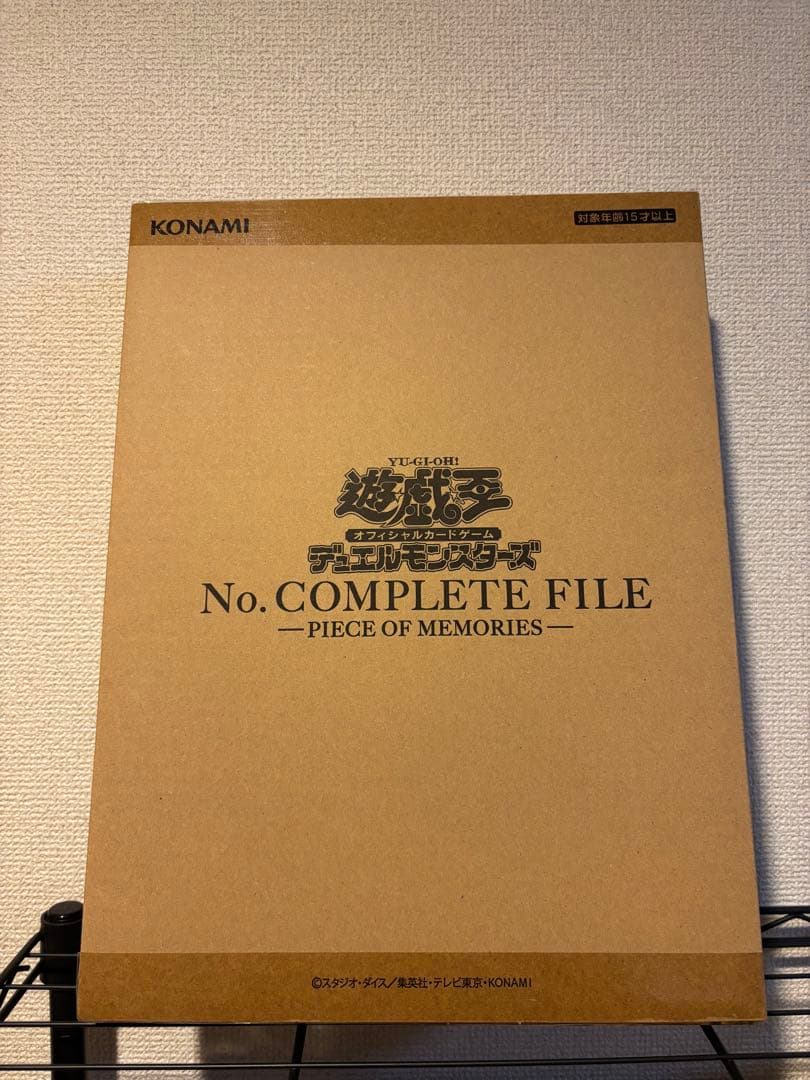 KONAMI
対象年齢15才以上
YU-GI-OH!
遊戯王
オフィシャルカードゲーム
デュエルモンスターズ
No. COMPLETE FILE
—PIECE OF MEMORIES—
©スタジオ・ダイス/集英社・テレビ東京・KONAMI